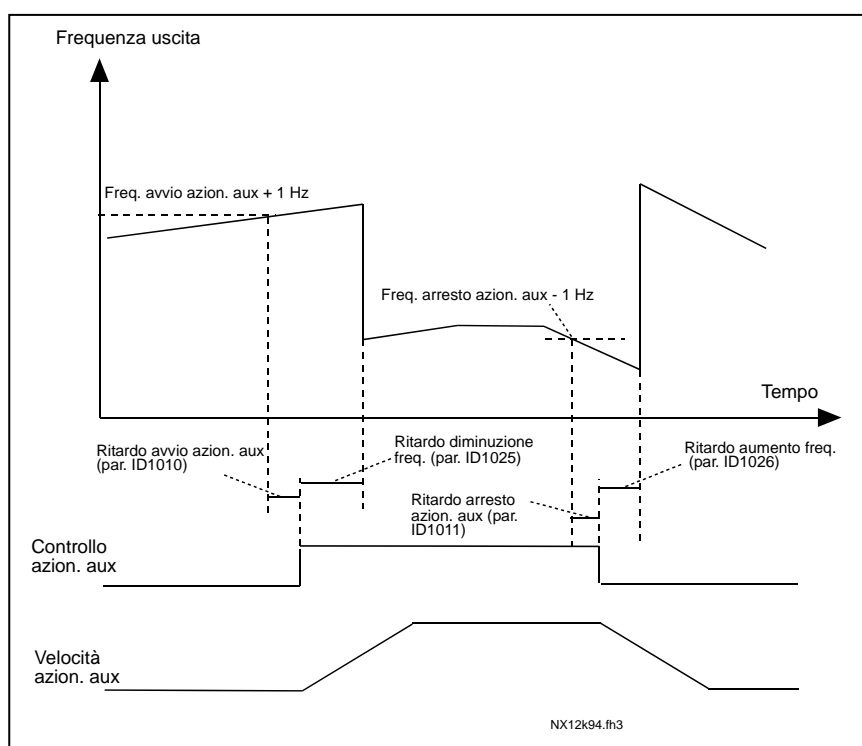 Frequenza uscita
Freq. avvio azion. aux + 1 Hz
Freq. arresto azion. aux - 1 Hz
Tempo
Ritardo avvio azion. aux
(par. ID1010)
Ritardo diminuzione
freq. (par. ID1025)
Ritardo aumento freq.
(par. ID1026)
Ritardo arresto
azion. aux (par.
ID1011)
Controllo
azion. aux
Velocità
azion. aux
NX12k94.fh3